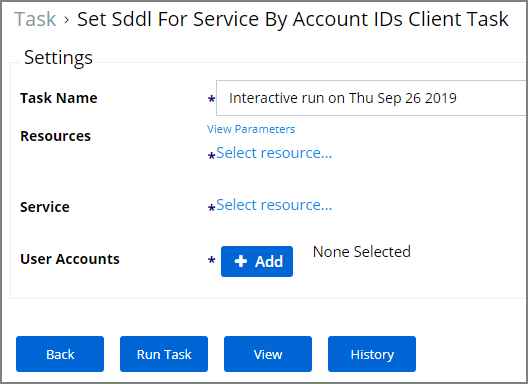 Task › Set Sddl For Service By Account IDs Client Task
Settings
Task Name * Interactive run on Thu Sep 26 2019
Resources View Parameters
*Select resource...
Service *Select resource...
User Accounts * + Add None Selected
Back Run Task View History